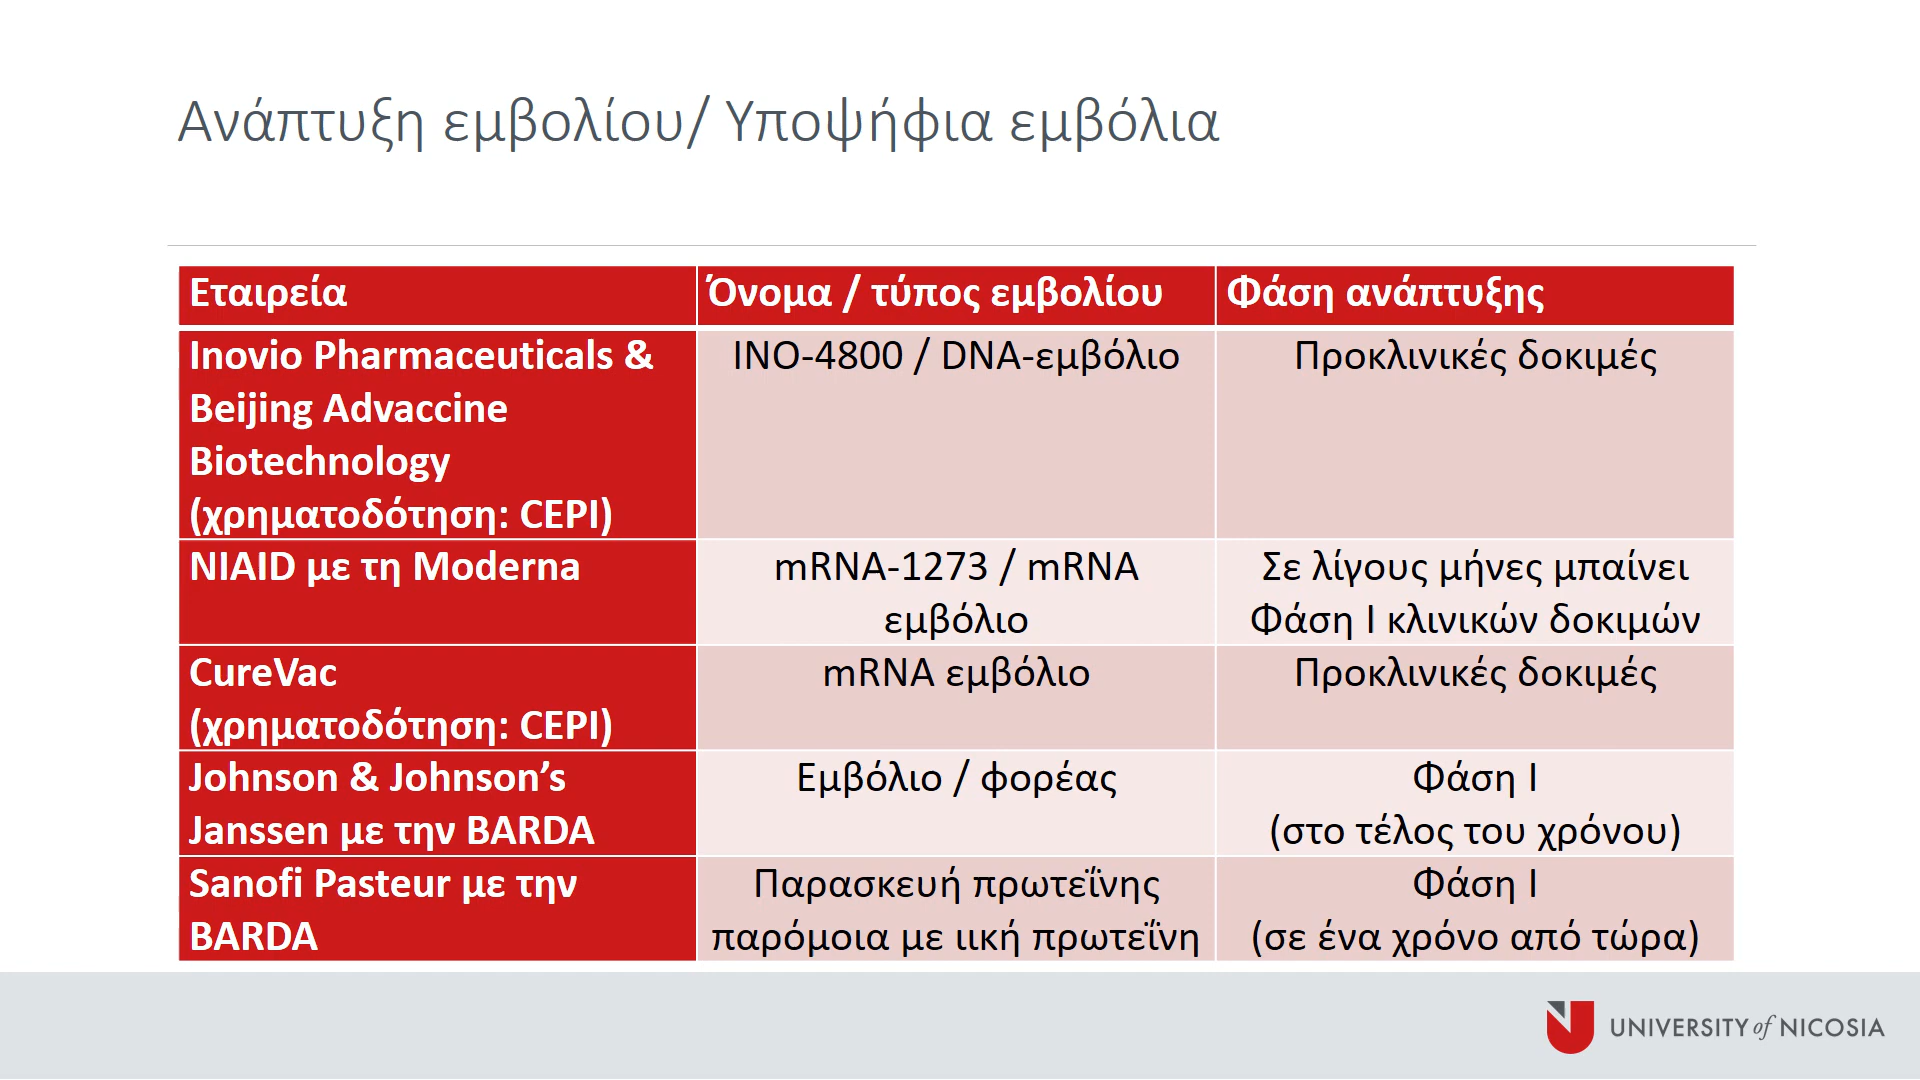 Ανάπτυξη εμβολίου/ Υποψήφια εμβόλια
Εταιρεία
Όνομα / τύπος εμβολίου
Φάση ανάπτυξης
Inovio Pharmaceuticals &
Beijing Advaccine
Biotechnology
(χρηματοδότηση: CEPI)
INO-4800 / DNA-εμβόλιο
Προκλινικές δοκιμές
NIAID με τη Moderna
mRNA-1273 / mRNA
εμβόλιο
Σε λίγους μήνες μπαίνει
Φάση Ι κλινικών δοκιμών
CureVac
(χρηματοδότηση: CEPI)
mRNA εμβόλιο
Προκλινικές δοκιμές
Johnson & Johnson’s
Janssen με την BARDA
Εμβόλιο / φορέας
Φάση Ι
(στο τέλος του χρόνου)
Sanofi Pasteur με την
BARDA
Παρασκευή πρωτεΐνης
παρόμοια με ιική πρωτεΐνη
Φάση Ι
(σε ένα χρόνο από τώρα)
UNIVERSITY of NICOSIA